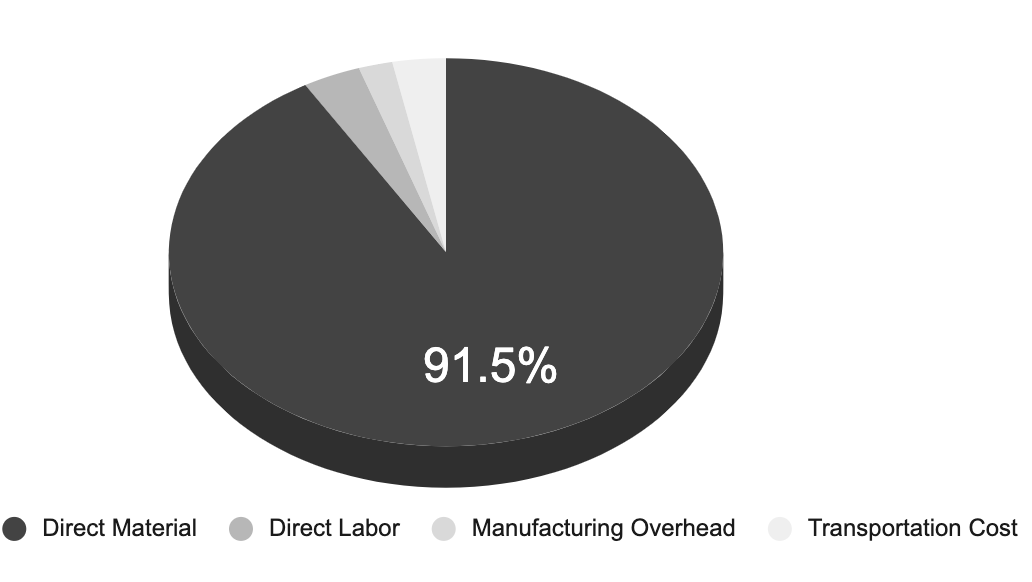 91.5%
Direct Material Direct Labor Manufacturing Overhead Transportation Cost